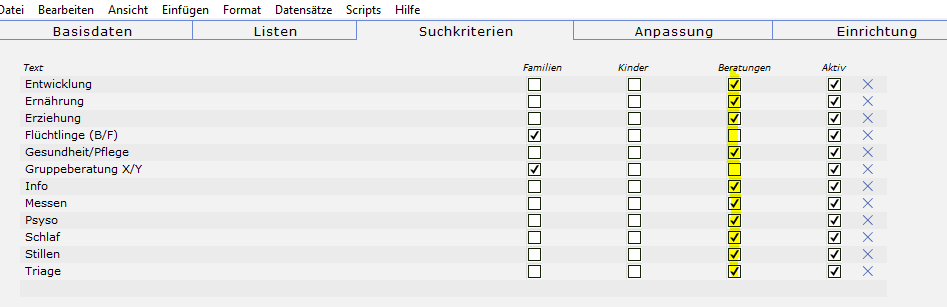 Datei Bearbeiten Ansicht Einfügen Format Datensätze Scripts Hilfe
Basisdaten Listen Suchkriterien Anpassung Einrichtung
Text Familien Kinder Beratungen Aktiv
Entwicklung
Ernährung
Erziehung
Flüchtlinge (B/F)
Gesundheit/Pflege
Gruppeberatung X/Y
Info
Messen
Psyso
Schlaf
Stillen
Triage